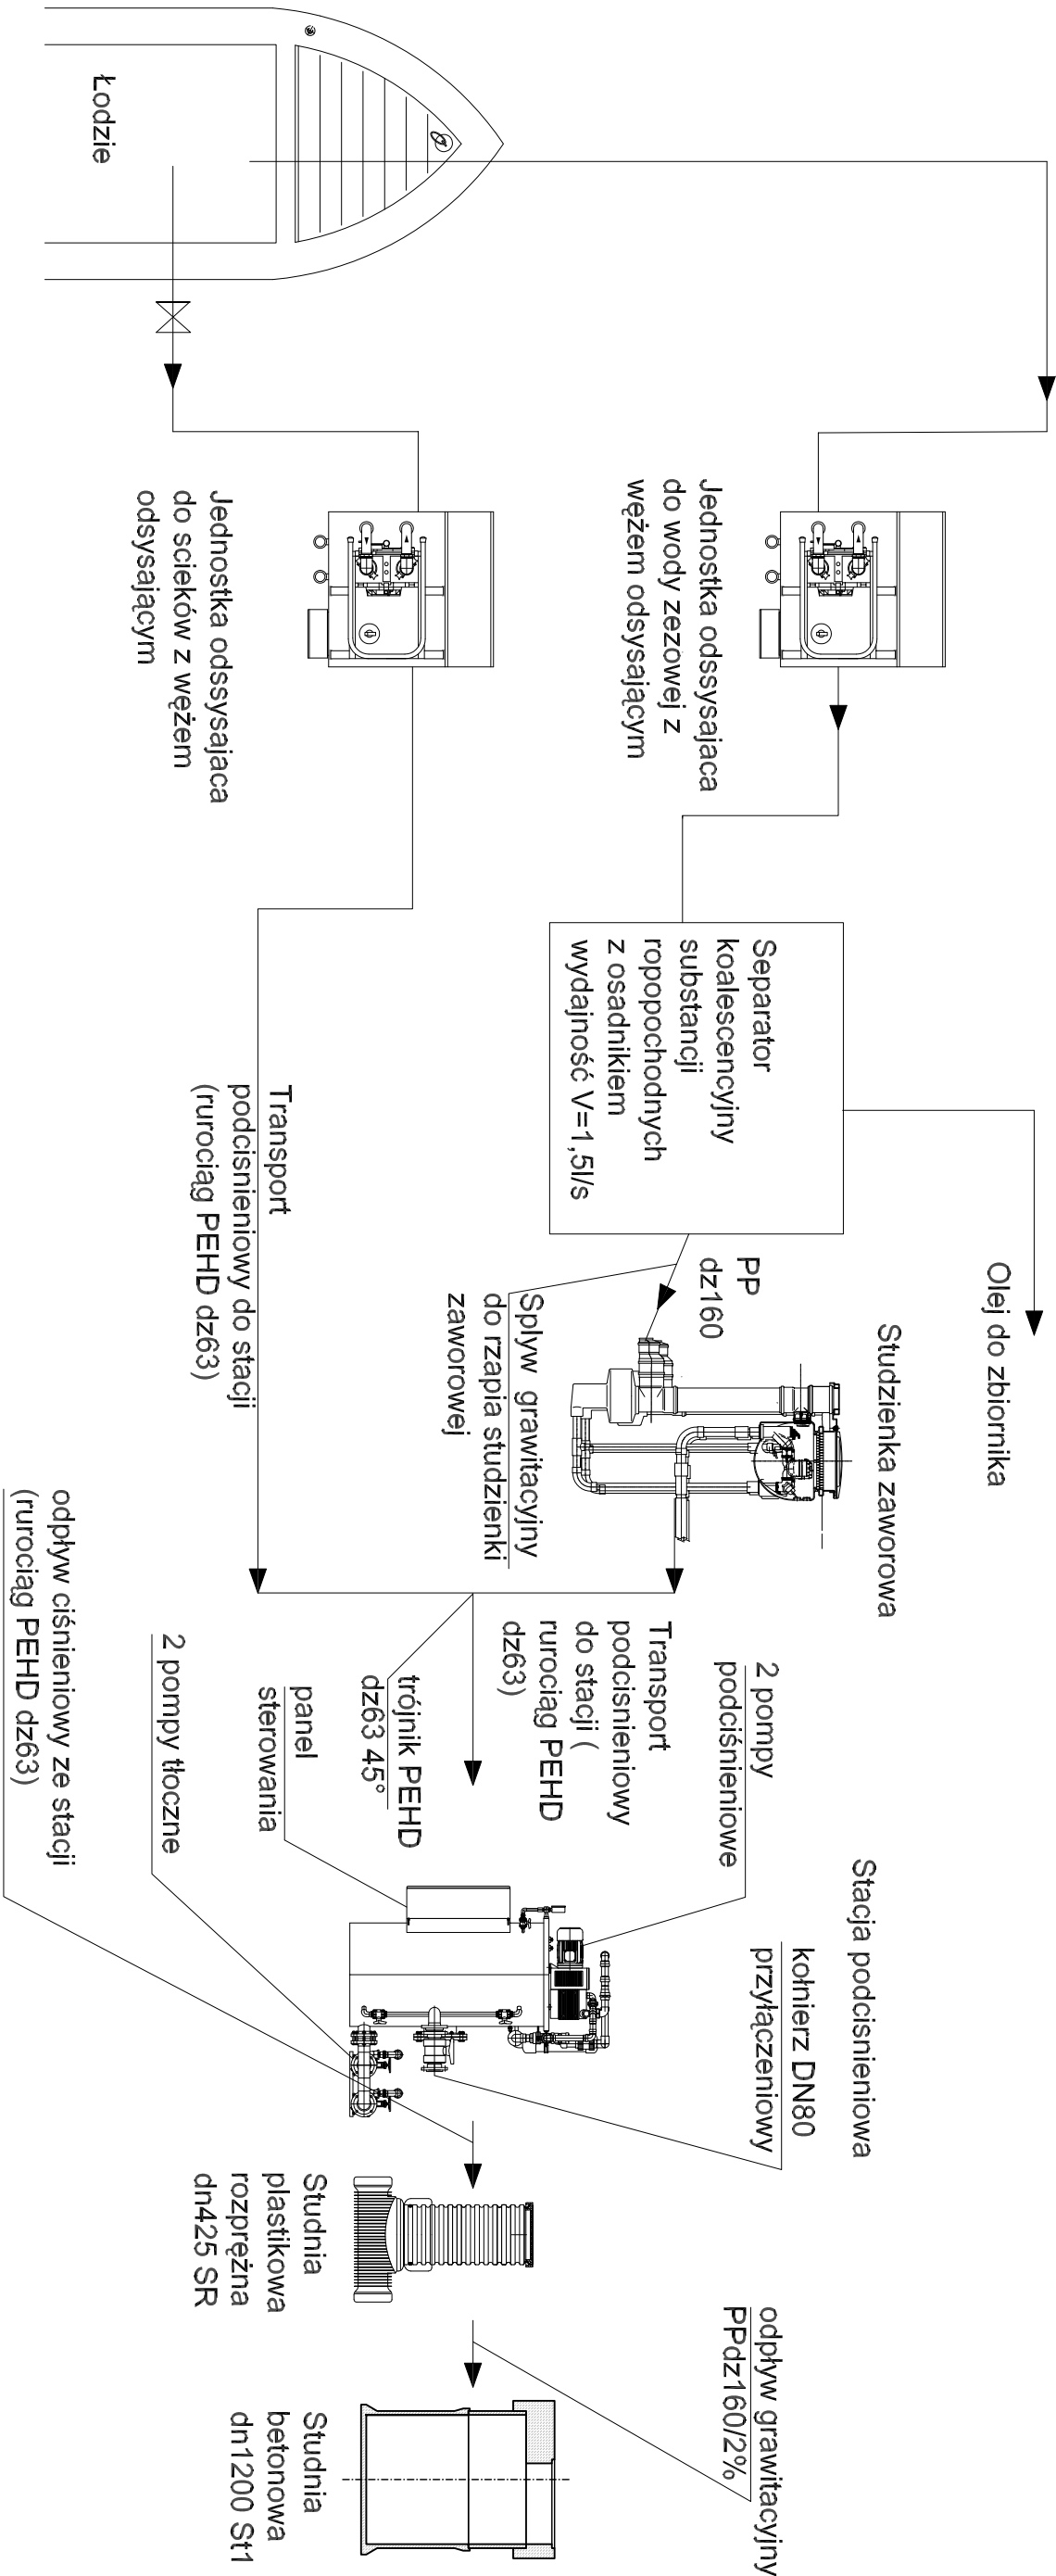 Łodzie
Jednostka odssysajaca
do wody zezowej z
wężem odsysającym
Jednostka odssysajaca
do scieków z wężem
odsysającym
Separator
koalescencyjny
substancji
ropopochodnych
z osadnikiem
wydajność V=1,5l/s
Olej do zbiornika
PP
dz160
Spływ grawitacyjny
do rząpia studzienki
zaworowej
Studzienka zaworowa
Transport
podcisnieniowy do stacji
(rurociąg PEHD dz63)
Transport
podcisnieniowy
do stacji (
rurociąg PEHD
dz63)
trójnik PEHD
dz63 45°
Stacja podcisnieniowa
2 pompy
podciśnieniowe
kołnierz DN80
przyłączeniowy
panel
sterowania
2 pompy tłoczne
odpływ ciśnieniowy ze stacji
(rurociąg PEHD dz63)
Studnia
plastikowa
rozprężna
dn425 SR
odpływ grawitacyjny
PPdz160/2%
Studnia
betonowa
dn1200 St1